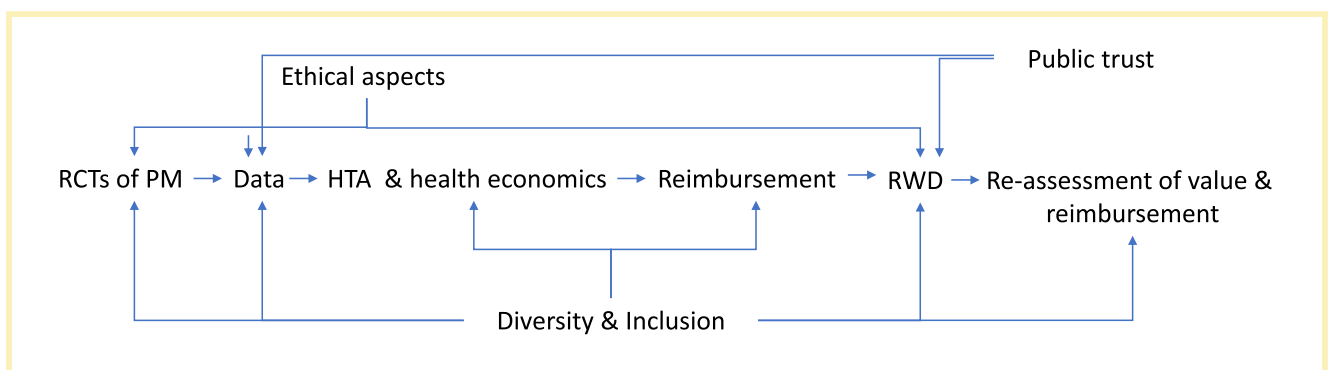 Public trust
Ethical aspects
RCTs of PM
Data
HTA & health economics
Reimbursement
RWD
Re-assessment of value &
reimbursement
Diversity & Inclusion